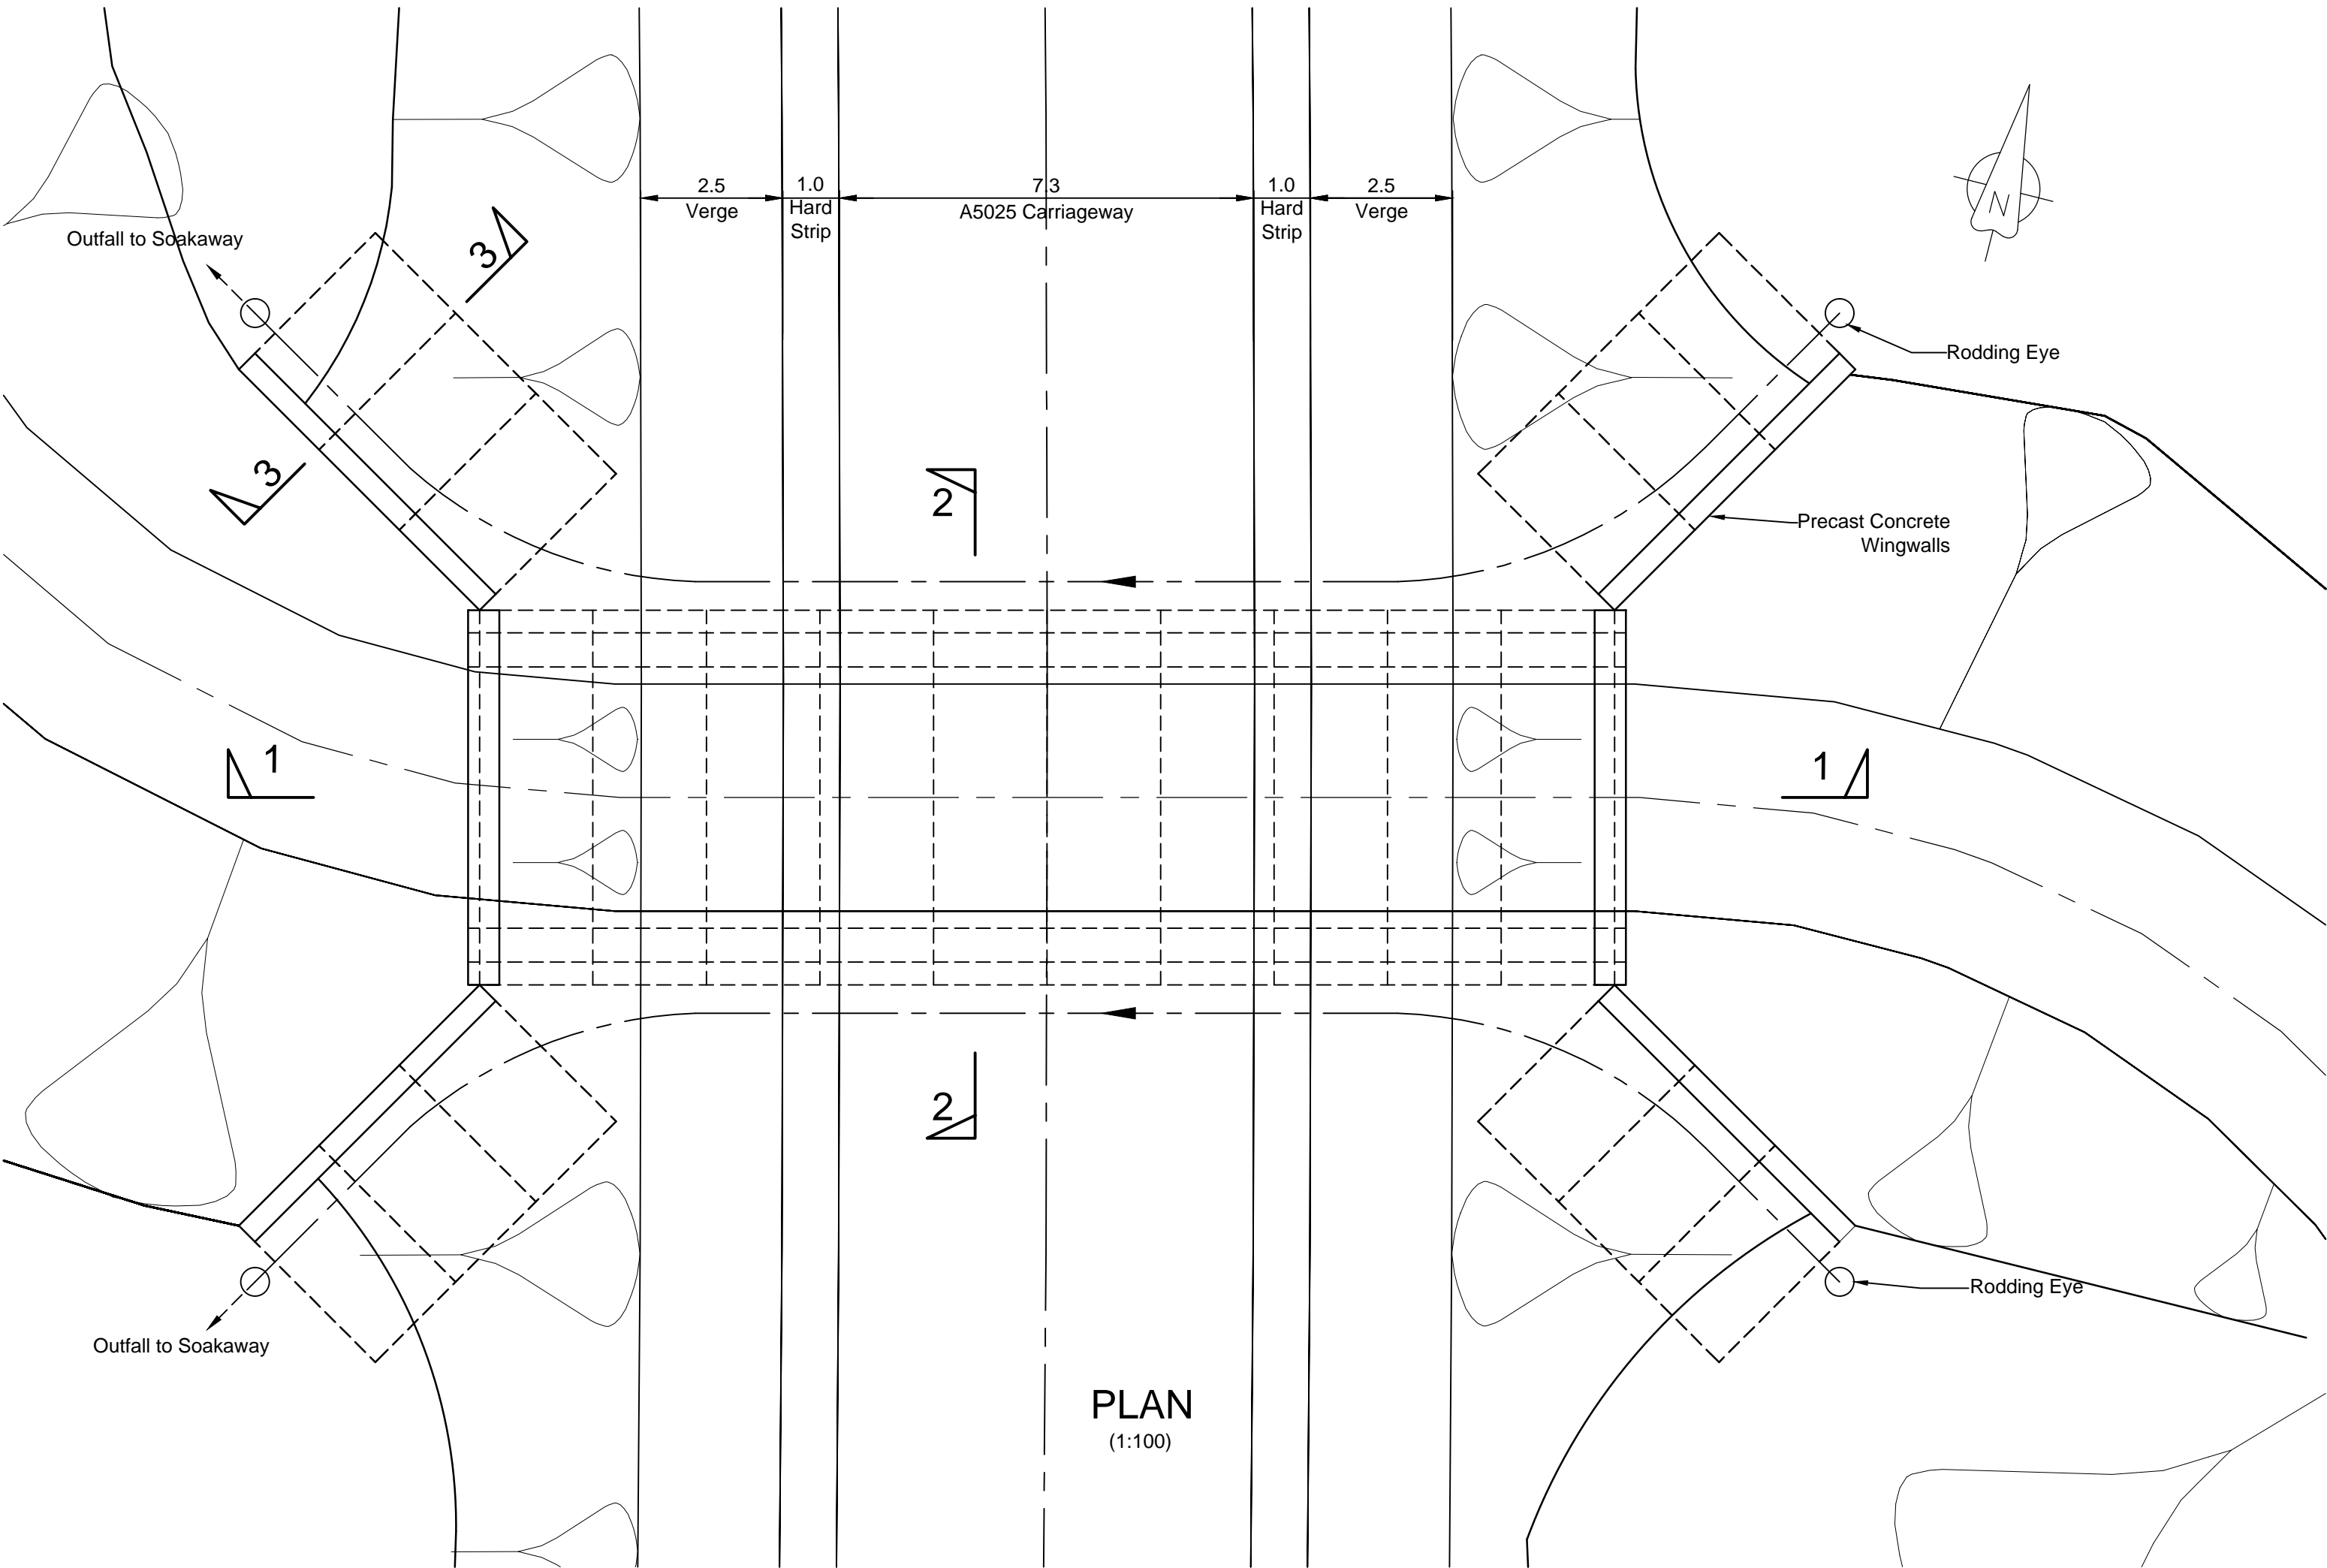 2.5
Verge
1.0
Hard
Strip
7.3
A5025 Carriageway
1.0
Hard
Strip
2.5
Verge
N
Outfall to Soakaway
3
3
Rodding Eye
2
Precast Concrete
Wingwalls
1
1
2
Rodding Eye
Outfall to Soakaway
PLAN
(1:100)